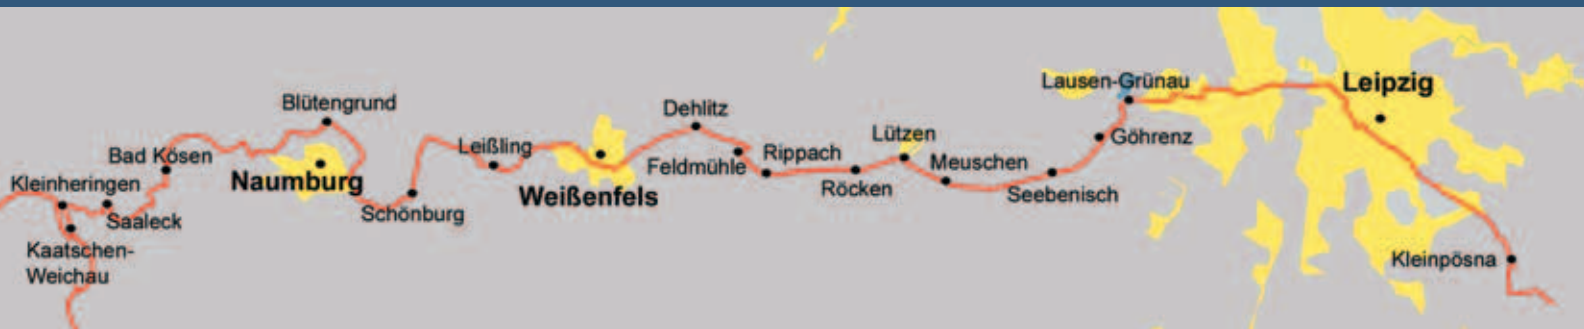 Kleinheringen
Kaatschen-
Weichau
Saaleck
Bad Kösen
Blütengrund
Naumburg
Schönburg
Leißling
Weißenfels
Dehlitz
Feldmühle
Rippach
Röcken
Lützen
Meuschen
Seebenisch
Göhrenz
Lausen-Grünau
Leipzig
Kleinpösna